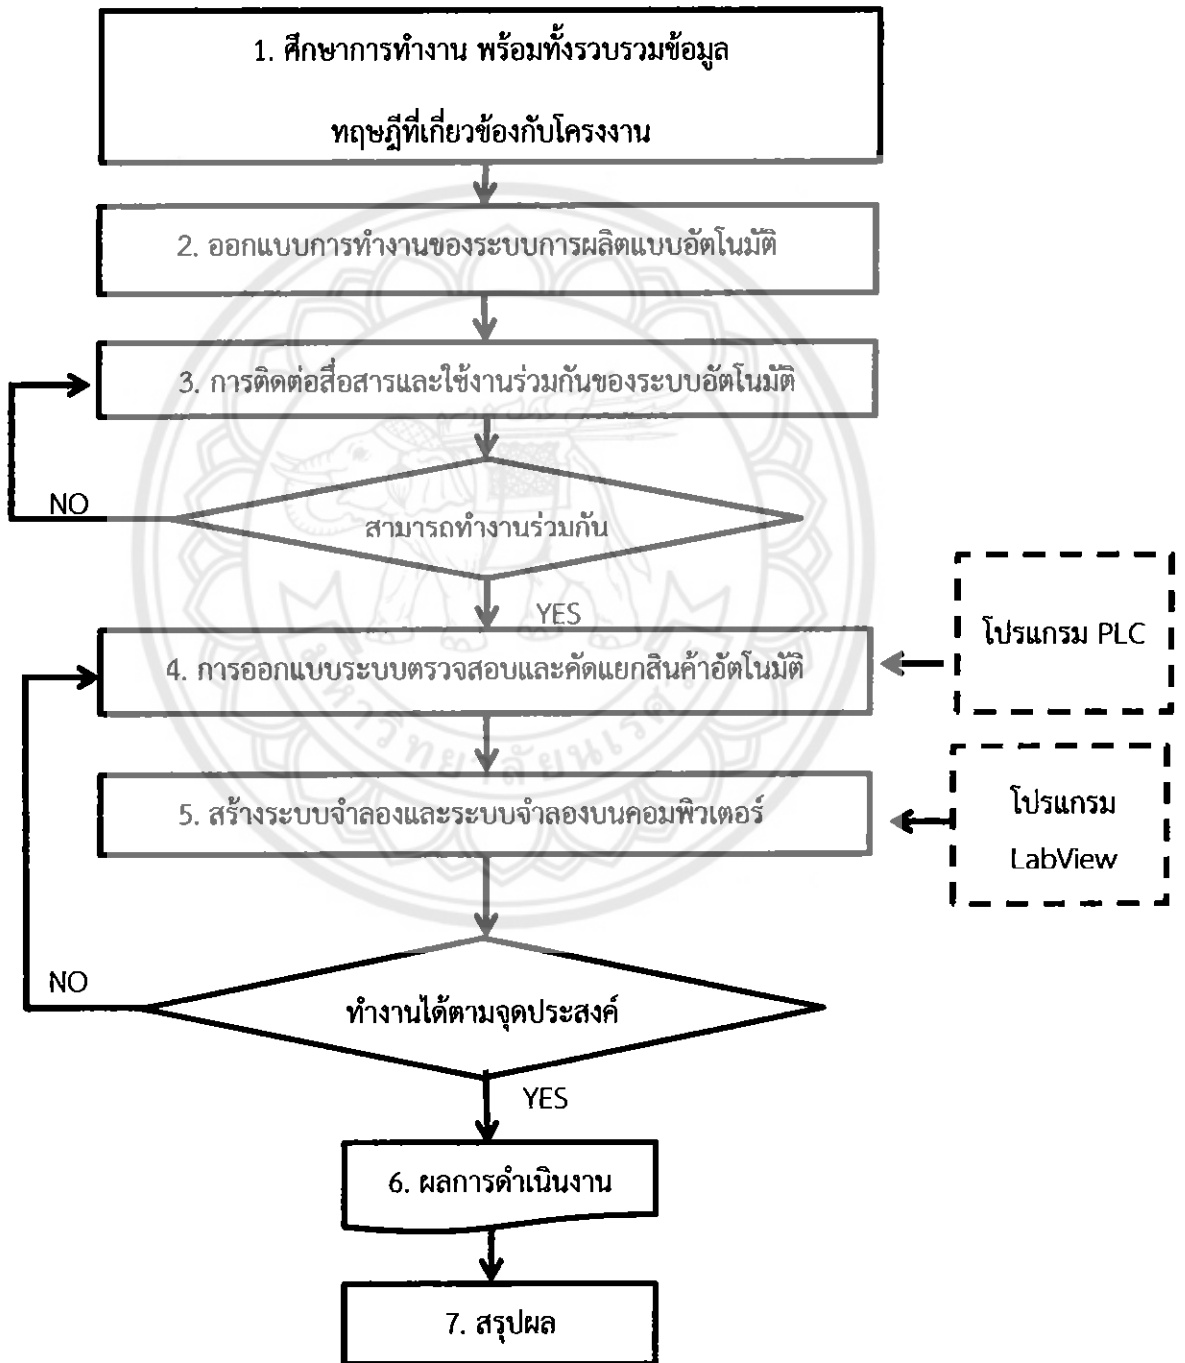 1. ศึกษาการทำงาน พร้อมทั้งรวบรวมข้อมูล
ทฤษฎีที่เกี่ยวข้องกับโครงงาน
2. ออกแบบการทำงานของระบบการผลิตแบบอัตโนมัติ
3. การติดต่อสื่อสารและใช้งานร่วมกันของระบบอัตโนมัติ
NO
สามารถทำงานร่วมกัน
YES
โปรแกรม PLC
4. การออกแบบระบบตรวจสอบและคัดแยกสินค้าอัตโนมัติ
5. สร้างระบบจำลองและระบบจำลองบนคอมพิวเตอร์
โปรแกรม
LabView
NO
ทำงานได้ตามจุดประสงค์
YES
6. ผลการดำเนินงาน
7. สรุปผล